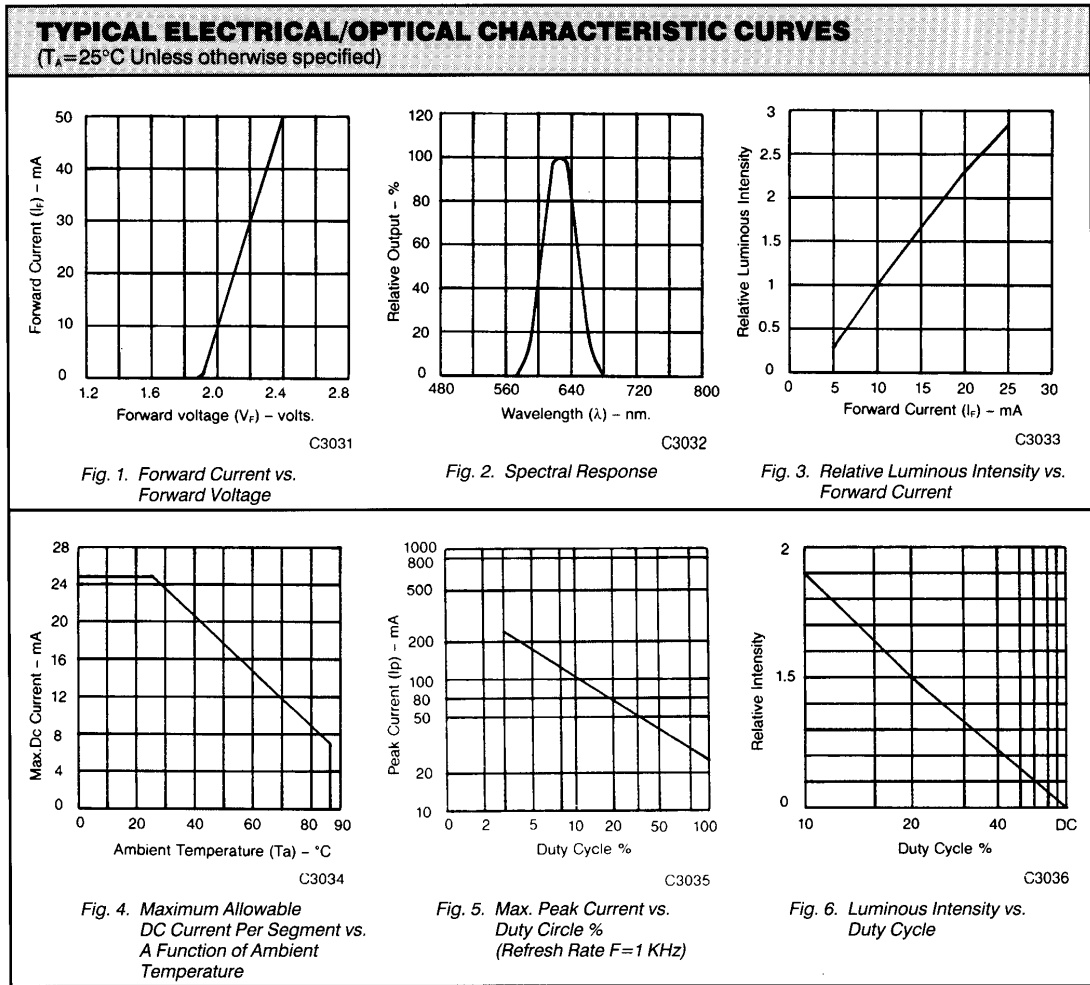 TYPICAL ELECTRICAL/OPTICAL CHARACTERISTIC CURVES
(TA=25°C Unless otherwise specified)
Forward Current (IF) – mA
50
40
30
20
10
0
1.2 1.6 2.0 2.4 2.8
Forward voltage (VF) – volts.
C3031
Fig. 1. Forward Current vs.
Forward Voltage
Relative Output – %
120
100
80
60
40
20
0
480 560 640 720 800
Wavelength (λ) – nm.
C3032
Fig. 2. Spectral Response
Relative Luminous Intensity
3
2.5
2
1.5
1
0.5
0
0 5 10 15 20 25 30
Forward Current (IF) – mA
C3033
Fig. 3. Relative Luminous Intensity vs.
Forward Current
Max.Dc Current – mA
28
24
20
16
12
8
4
0
0 20 40 60 80 90
Ambient Temperature (Ta) – °C
C3034
Fig. 4. Maximum Allowable
DC Current Per Segment vs.
A Function of Ambient
Temperature
Peak Current (Ip) – mA
1000
800
500
200
100
80
50
20
10
0 2 5 10 20 50 100
Duty Cycle %
C3035
Fig. 5. Max. Peak Current vs.
Duty Circle %
(Refresh Rate F=1 KHz)
Relative Intensity
2
1.5
0
10 20 40 DC
Duty Cycle %
C3036
Fig. 6. Luminous Intensity vs.
Duty Cycle